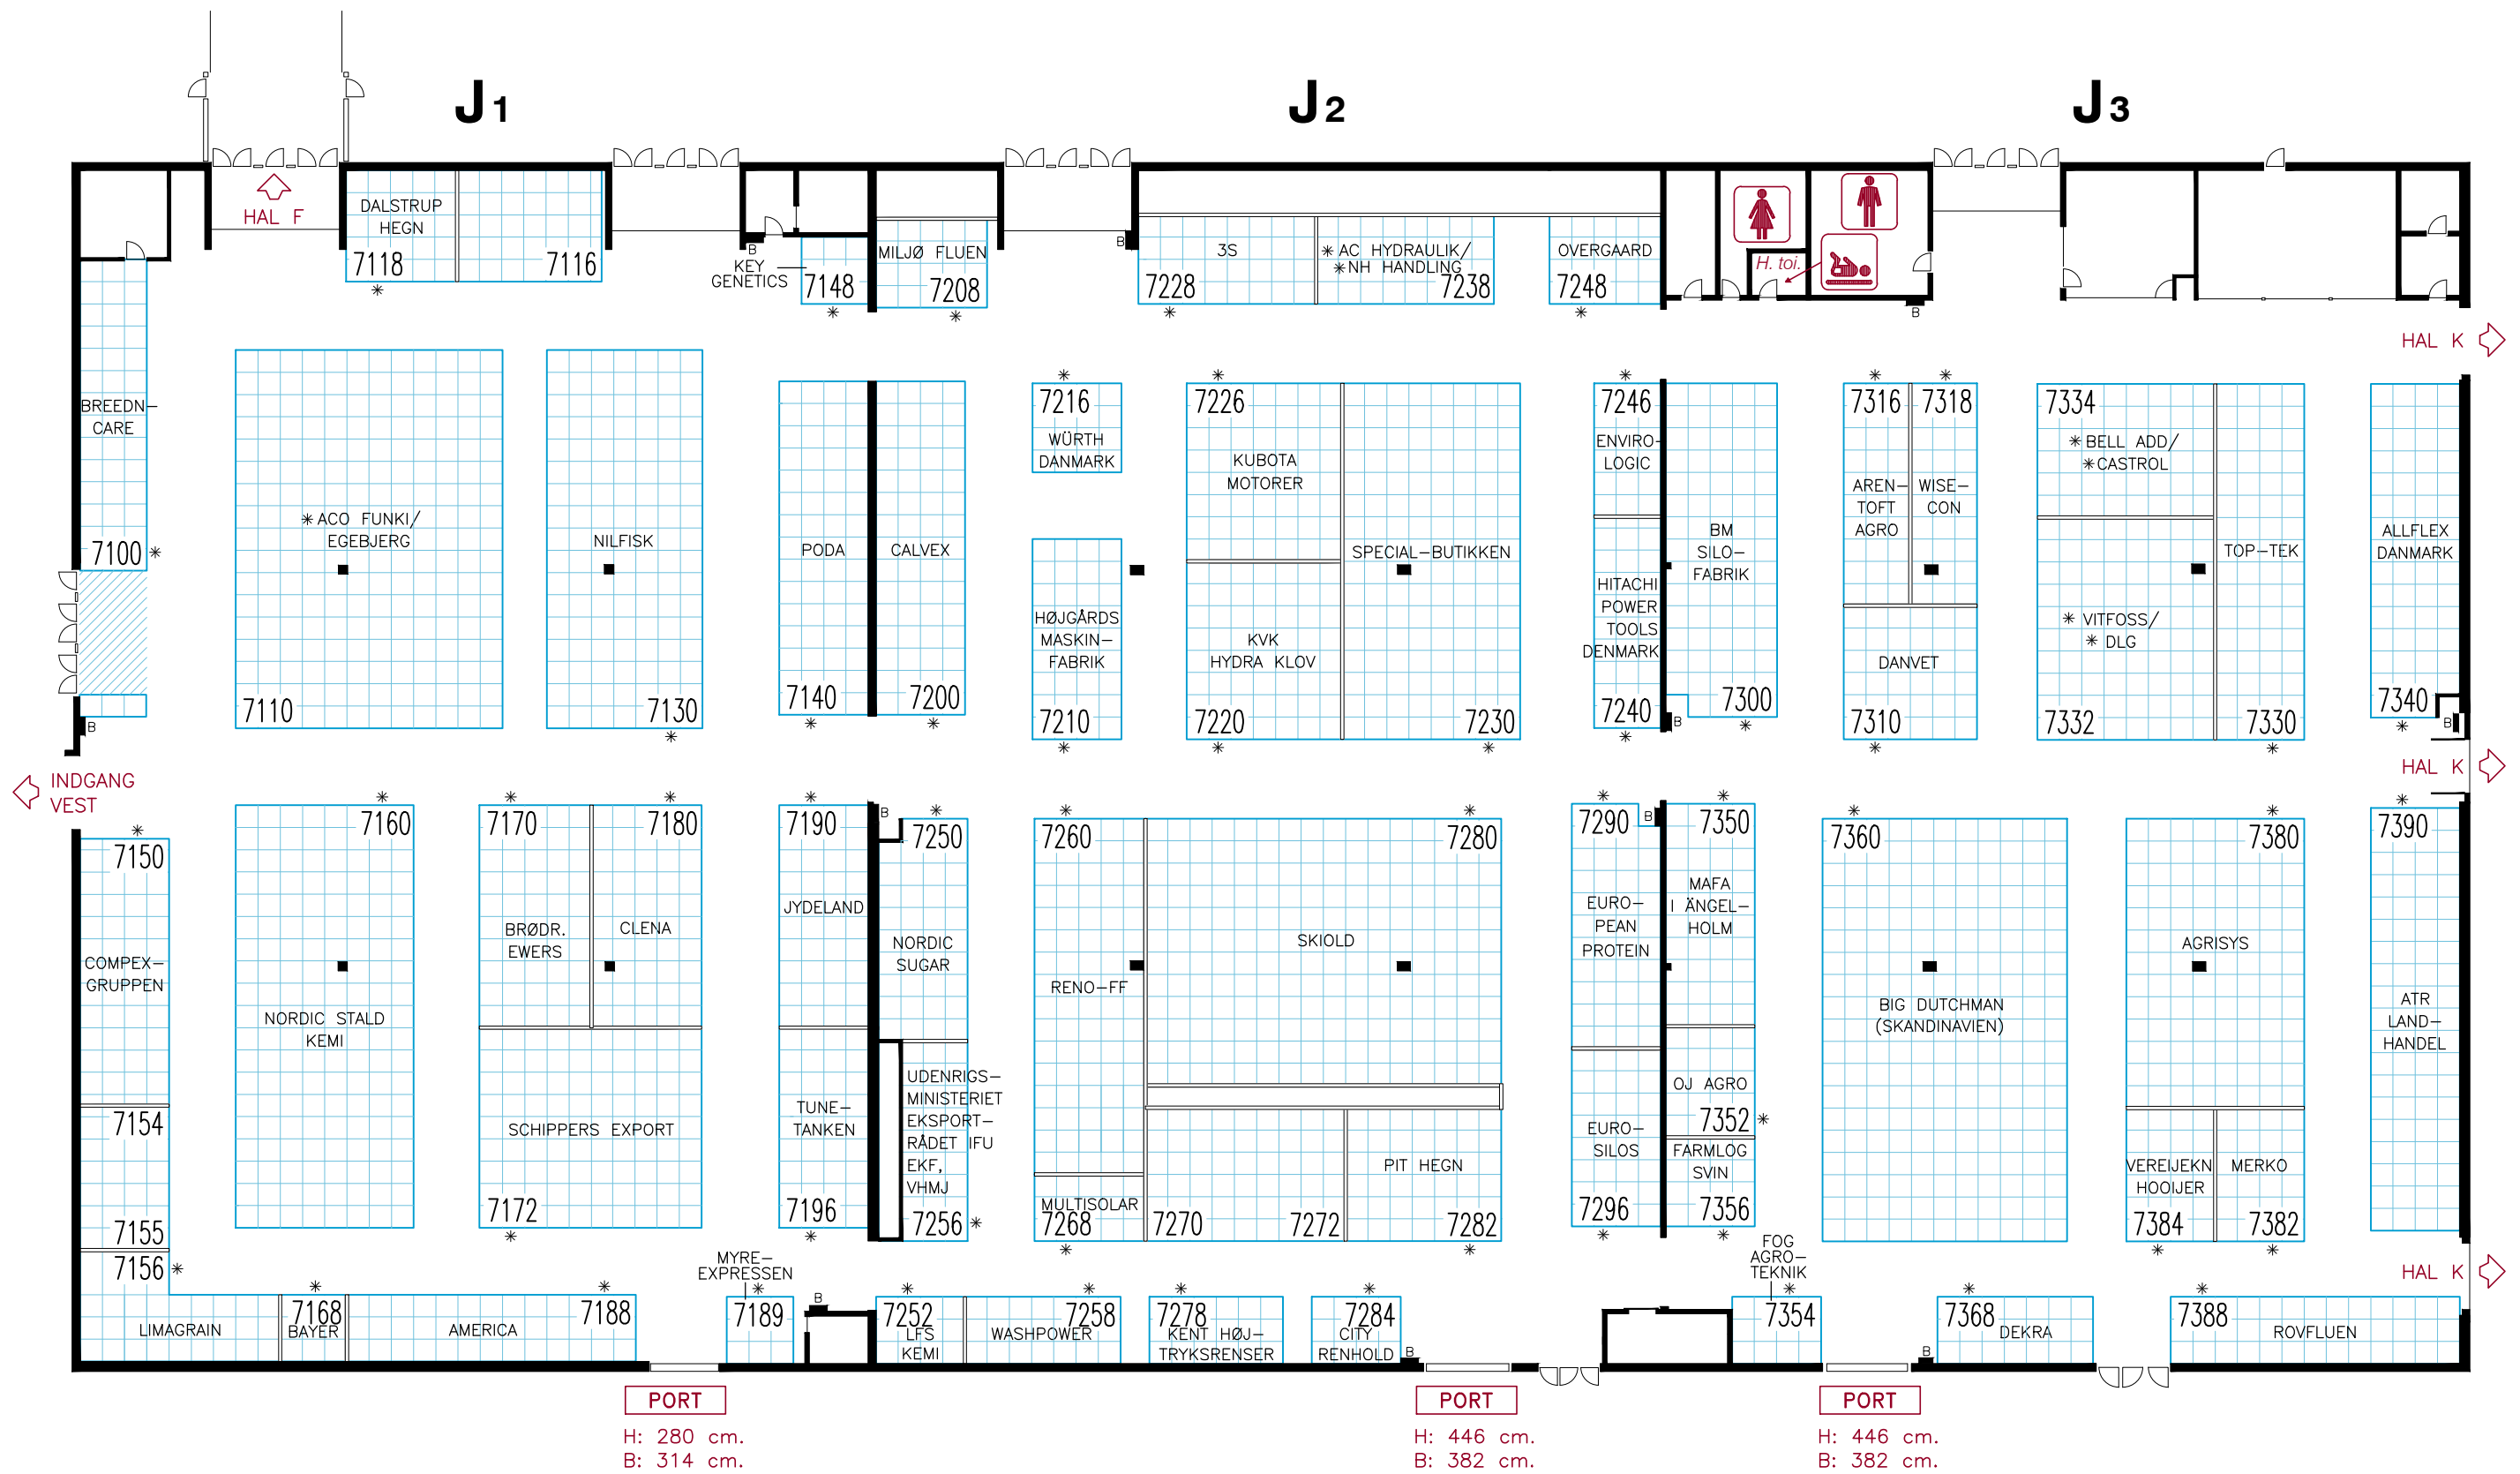 J1
J2
J3
HAL F
DALSTRUP
HEGN
7118
7116
B
KEY
GENETICS
7148
MILJØ FLUEN
7208
B
3S
7228
* AC HYDRAULIK/
* NH HANDLING
7238
OVERGAARD
7248
H. toi.
B
HAL K
BREEDN-
CARE
7100 *
B
* ACO FUNKI/
EGEBJERG
7110
NILFISK
7130
*
PODA
7140
*
CALVEX
7200
*
*
7216
WÜRTH
DANMARK
HØJGÅRDS
MASKIN-
FABRIK
7210
*
*
7226
KUBOTA
MOTORER
KVK
HYDRA KLOV
7220
*
SPECIAL-BUTIKKEN
7230
*
*
7246
ENVIRO-
LOGIC
HITACHI
POWER
TOOLS
DENMARK
7240
*
B
BM
SILO-
FABRIK
7300
*
*
7316
AREN-
TOFT
AGRO
*
7318
WISE-
CON
DANVET
7310
*
7334
* BELL ADD/
* CASTROL
* VITFOSS/
* DLG
7332
TOP-TEK
7330
*
ALLFLEX
DANMARK
7340
*
B
HAL K
INDGANG
VEST
*
7150
COMPEX-
GRUPPEN
7154
7155
7156 *
LIMAGRAIN
*
7168
BAYER
*
7188
AMERICA
*
7160
NORDIC STALD
KEMI
*
7170
BRØDR.
EWERS
*
7180
CLENA
SCHIPPERS EXPORT
7172
*
*
7190
JYDELAND
TUNE-
TANKEN
7196
*
MYRE-
EXPRESSEN
*
7189
B
B
*
7250
NORDIC
SUGAR
UDENRIGS-
MINISTERIET
EKSPORT-
RÅDET IFU
EKF,
VHMJ
7256 *
*
7252
LFS
KEMI
*
7258
WASHPOWER
*
7260
RENO-FF
MULTISOLAR
7268
*
*
7280
SKIOLD
7270
7272
PIT HEGN
7282
*
*
7278
KENT HØJ-
TRYKSRENSER
*
7284
CITY
RENHOLD
B
*
7290
B
EURO-
PEAN
PROTEIN
EURO-
SILOS
7296
*
*
7350
MAFA
I ÄNGEL-
HOLM
OJ AGRO
7352 *
FARMLOG
SVIN
7356
*
FOG
AGRO-
TEKNIK
*
7354
B
*
7360
BIG DUTCHMAN
(SKANDINAVIEN)
*
7368
DEKRA
*
7380
AGRISYS
VEREIJEKN
HOOIJER
7384
*
MERKO
7382
*
*
7390
ATR
LAND-
HANDEL
HAL K
*
7388
ROVFLUEN
PORT
H: 280 cm.
B: 314 cm.
PORT
H: 446 cm.
B: 382 cm.
PORT
H: 446 cm.
B: 382 cm.